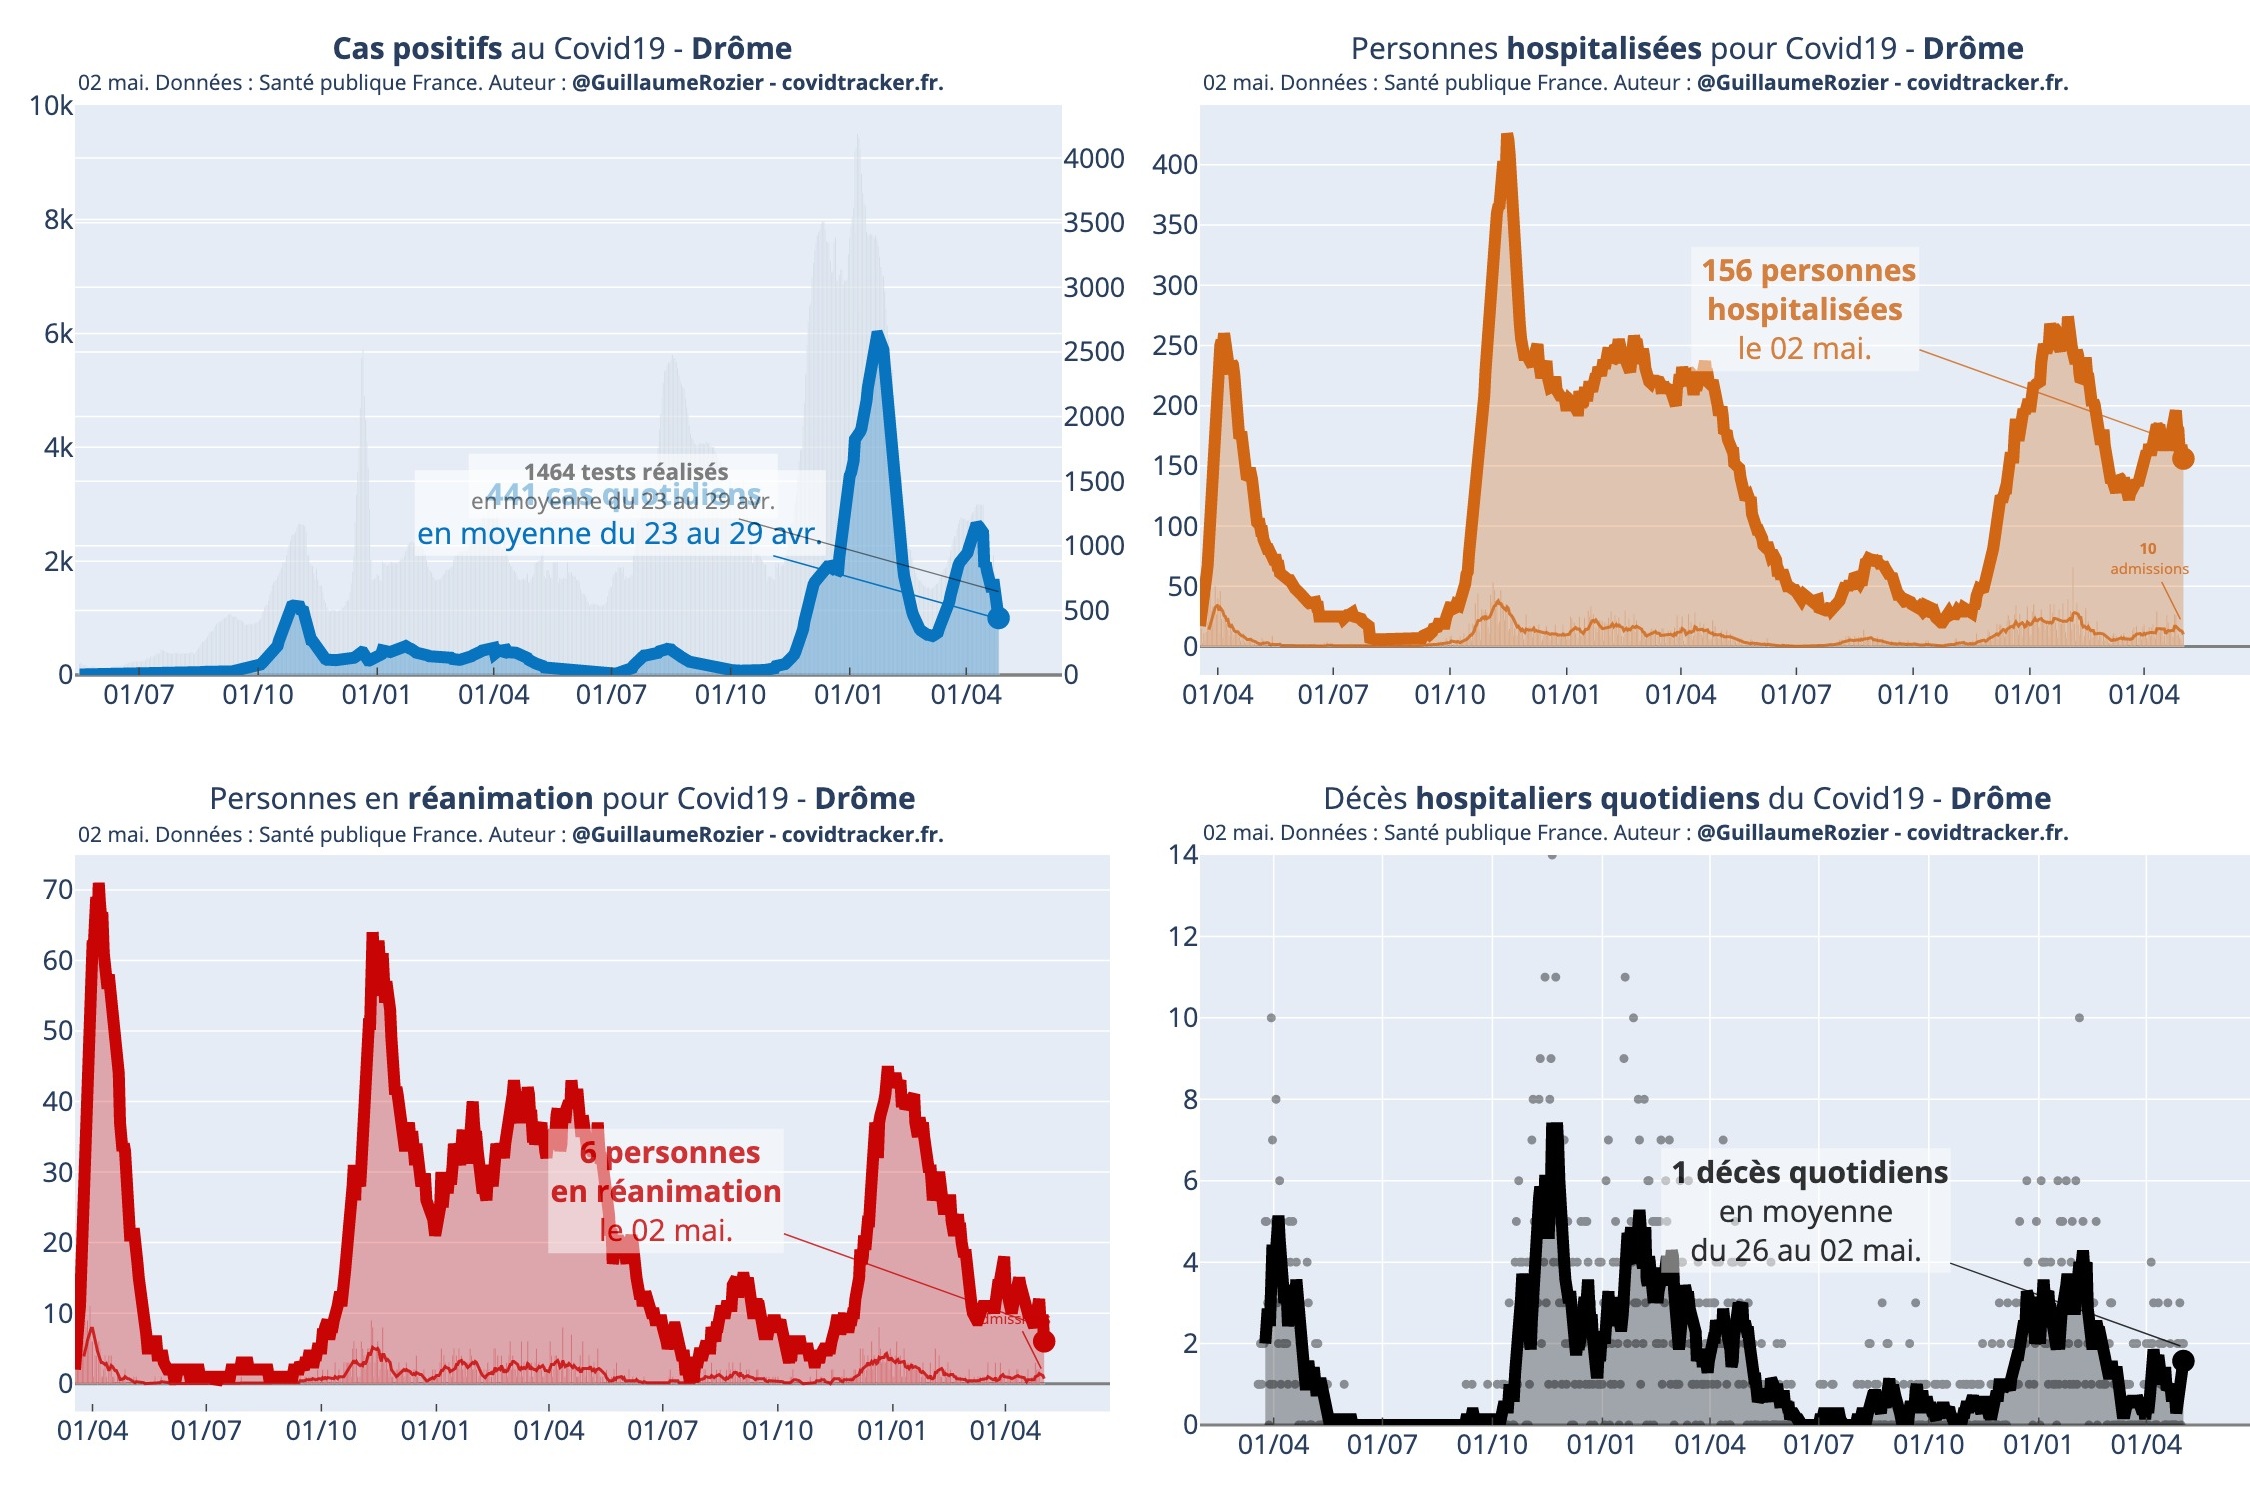 Cas positifs au Covid19 - Drôme
02 mai. Données : Santé publique France. Auteur : @GuillaumeRozier - covidtracker.fr.
10k
8k
6k
4k
2k
0
4000
3500
3000
2500
2000
1500
1000
500
0
1464 tests réalisés
en moyenne du 23 au 29 avr.
441 cas quotidiens
en moyenne du 23 au 29 avr.
01/07 01/10 01/01 01/04 01/07 01/10 01/01 01/04
Personnes hospitalisées pour Covid19 - Drôme
02 mai. Données : Santé publique France. Auteur : @GuillaumeRozier - covidtracker.fr.
400
350
300
250
200
150
100
50
0
156 personnes
hospitalisées
le 02 mai.
10
admissions
01/04 01/07 01/10 01/01 01/04 01/07 01/10 01/01 01/04
Personnes en réanimation pour Covid19 - Drôme
02 mai. Données : Santé publique France. Auteur : @GuillaumeRozier - covidtracker.fr.
70
60
50
40
30
20
10
0
6 personnes
en réanimation
le 02 mai.
01/04 01/07 01/10 01/01 01/04 01/07 01/10 01/01 01/04
Décès hospitaliers quotidiens du Covid19 - Drôme
02 mai. Données : Santé publique France. Auteur : @GuillaumeRozier - covidtracker.fr.
14
12
10
8
6
4
2
0
1 décès quotidiens
en moyenne
du 26 au 02 mai.
01/04 01/07 01/10 01/01 01/04 01/07 01/10 01/01 01/04